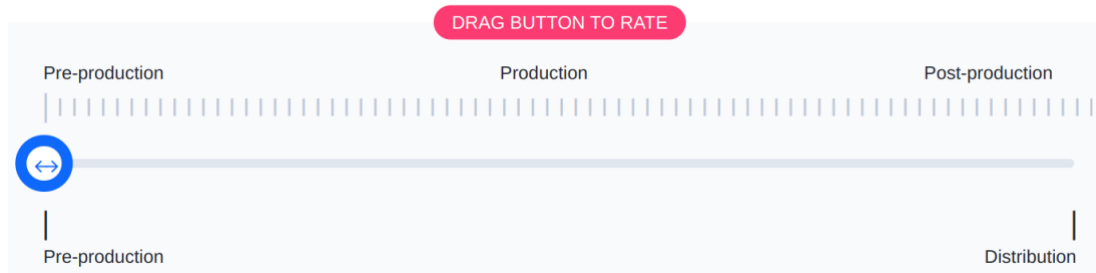 DRAG BUTTON TO RATE
Pre-production Production Post-production
Pre-production Distribution